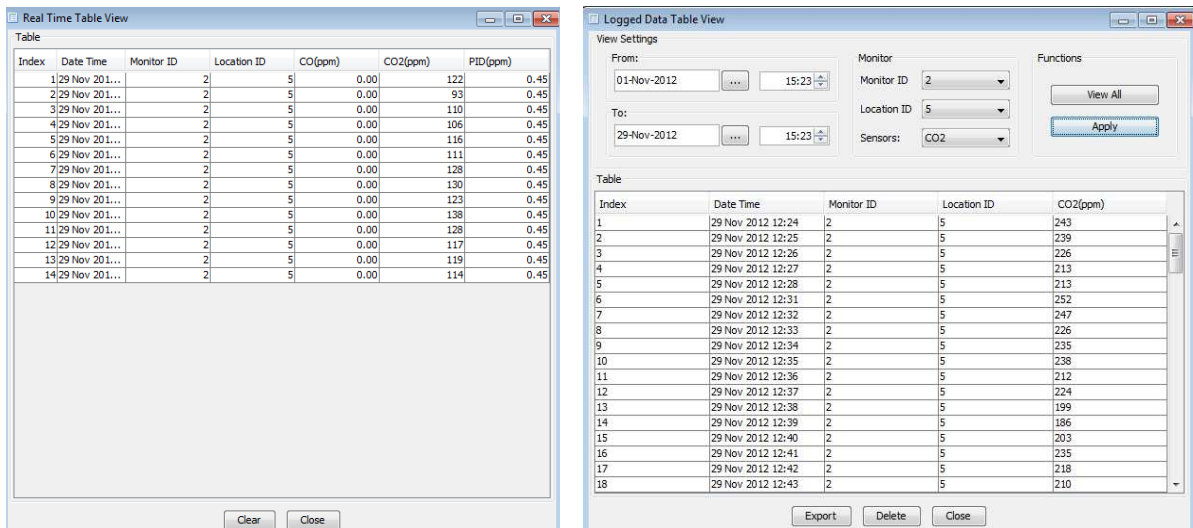 Real Time Table View
Table
Index Date Time Monitor ID Location ID CO(ppm) CO2(ppm) PID(ppm)
1 29 Nov 201... 2 5 0.00 122 0.45
2 29 Nov 201... 2 5 0.00 93 0.45
3 29 Nov 201... 2 5 0.00 110 0.45
4 29 Nov 201... 2 5 0.00 106 0.45
5 29 Nov 201... 2 5 0.00 116 0.45
6 29 Nov 201... 2 5 0.00 111 0.45
7 29 Nov 201... 2 5 0.00 128 0.45
8 29 Nov 201... 2 5 0.00 130 0.45
9 29 Nov 201... 2 5 0.00 123 0.45
10 29 Nov 201... 2 5 0.00 138 0.45
11 29 Nov 201... 2 5 0.00 128 0.45
12 29 Nov 201... 2 5 0.00 117 0.45
13 29 Nov 201... 2 5 0.00 119 0.45
14 29 Nov 201... 2 5 0.00 114 0.45
Clear Close
Logged Data Table View
View Settings
From: Monitor Functions
01-Nov-2012 ... 15:23 Monitor ID 2 View All
To: Location ID 5 Apply
29-Nov-2012 ... 15:23 Sensors: CO2
Table
Index Date Time Monitor ID Location ID CO2(ppm)
1 29 Nov 2012 12:24 2 5 243
2 29 Nov 2012 12:25 2 5 239
3 29 Nov 2012 12:26 2 5 226
4 29 Nov 2012 12:27 2 5 213
5 29 Nov 2012 12:28 2 5 213
6 29 Nov 2012 12:31 2 5 252
7 29 Nov 2012 12:32 2 5 247
8 29 Nov 2012 12:33 2 5 226
9 29 Nov 2012 12:34 2 5 235
10 29 Nov 2012 12:35 2 5 238
11 29 Nov 2012 12:36 2 5 212
12 29 Nov 2012 12:37 2 5 224
13 29 Nov 2012 12:38 2 5 199
14 29 Nov 2012 12:39 2 5 186
15 29 Nov 2012 12:40 2 5 203
16 29 Nov 2012 12:41 2 5 235
17 29 Nov 2012 12:42 2 5 218
18 29 Nov 2012 12:43 2 5 210
Export Delete Close